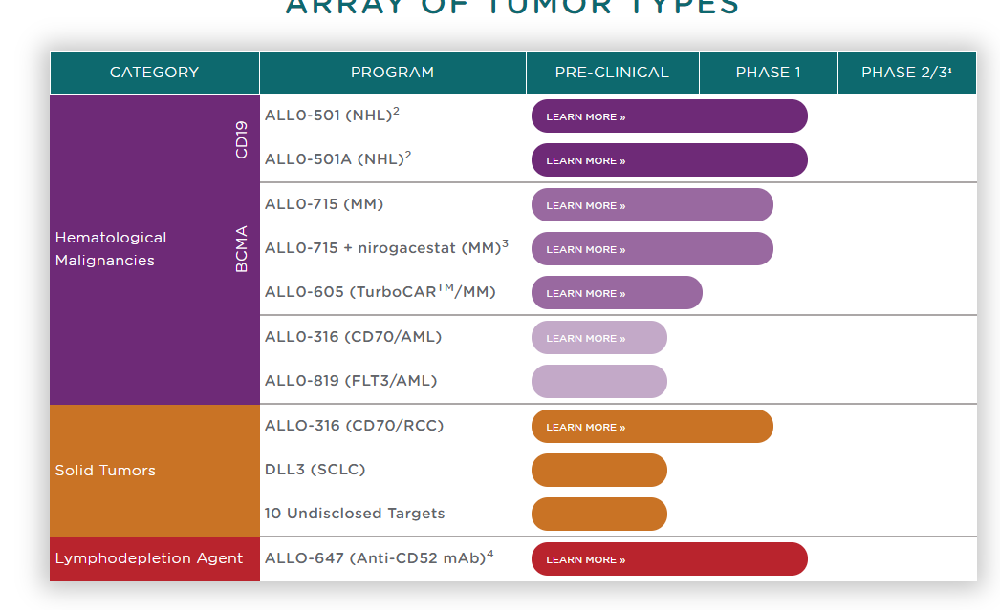 ARRAY OF TUMOR TYPES
CATEGORY PROGRAM PRE-CLINICAL PHASE 1 PHASE 2/3¹
Hematological
Malignancies
CD19
ALLO-501 (NHL)² LEARN MORE »
ALLO-501A (NHL)² LEARN MORE »
BCMA
ALLO-715 (MM) LEARN MORE »
ALLO-715 + nirogacestat (MM)³ LEARN MORE »
ALLO-605 (TurboCAR™/MM) LEARN MORE »
ALLO-316 (CD70/AML) LEARN MORE »
ALLO-819 (FLT3/AML)
Solid Tumors
ALLO-316 (CD70/RCC) LEARN MORE »
DLL3 (SCLC)
10 Undisclosed Targets
Lymphodepletion Agent ALLO-647 (Anti-CD52 mAb)⁴ LEARN MORE »